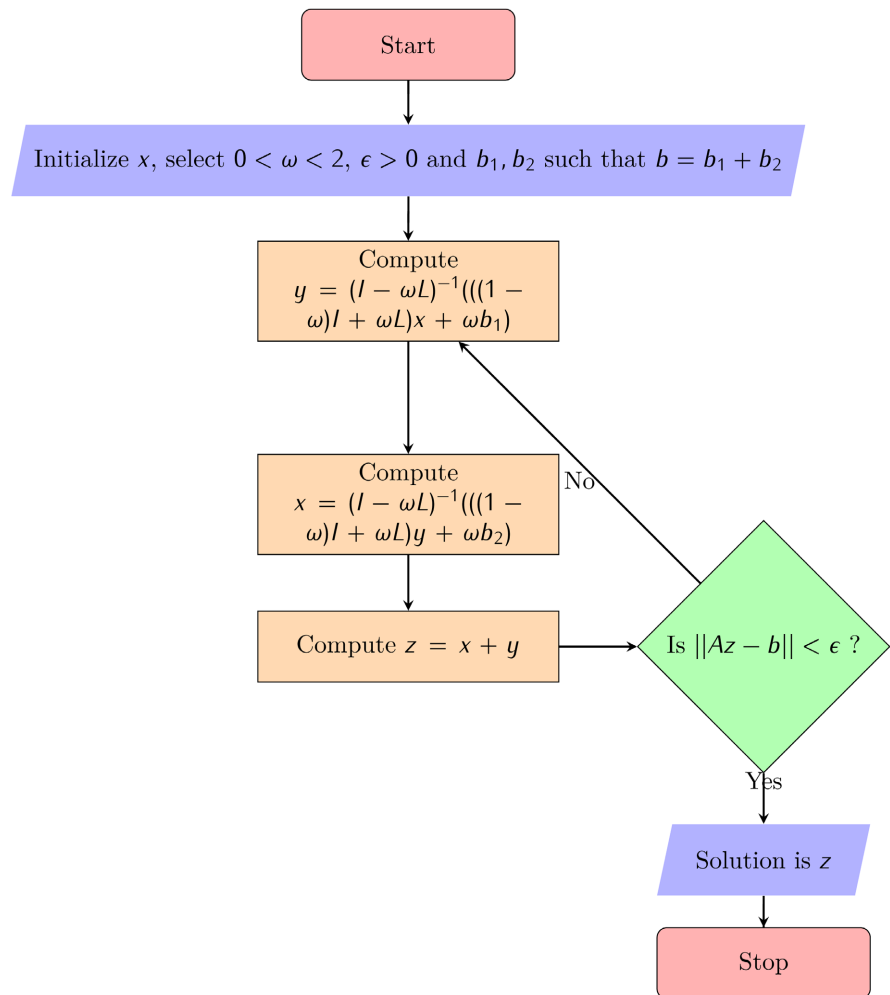 Start
Initialize x, select 0 < ω < 2, ϵ > 0 and b₁, b₂ such that b = b₁ + b₂
Compute
y = (I − ωL)⁻¹(((1 −
ω)I + ωL)x + ωb₁)
No
Compute
x = (I − ωL)⁻¹(((1 −
ω)I + ωL)y + ωb₂)
Compute z = x + y
Is ||Az − b|| < ϵ ?
Yes
Solution is z
Stop